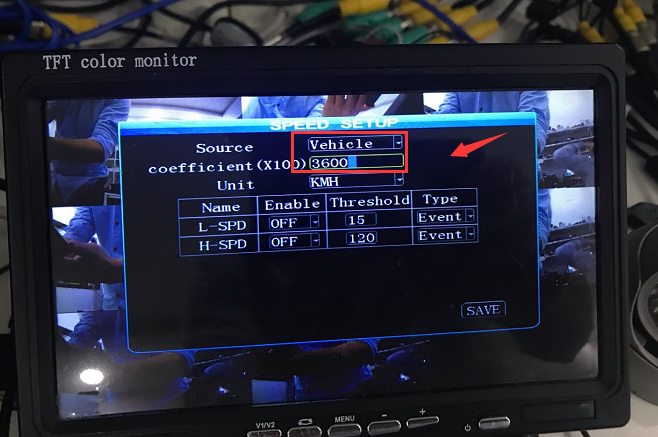 TFT color monitor
SPEED SETUP
Source Vehicle
coefficient(X100) 3600
Unit KMH
Name Enable Threshold Type
L-SPD OFF 15 Event
H-SPD OFF 120 Event
SAVE
V1/V2 MENU - +